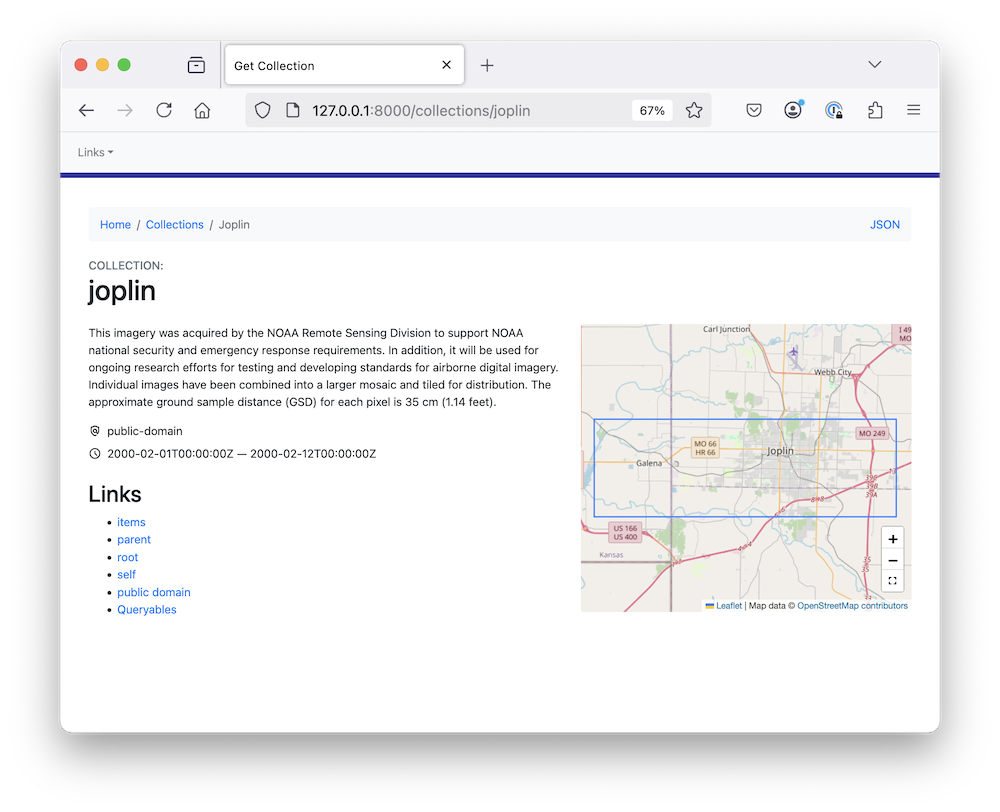 Get Collection
127.0.0.1:8000/collections/joplin
67%
Links
Home / Collections / Joplin
JSON
COLLECTION:
joplin
This imagery was acquired by the NOAA Remote Sensing Division to support NOAA
national security and emergency response requirements. In addition, it will be used for
ongoing research efforts for testing and developing standards for airborne digital imagery.
Individual images have been combined into a larger mosaic and tiled for distribution. The
approximate ground sample distance (GSD) for each pixel is 35 cm (1.14 feet).
public-domain
2000-02-01T00:00:00Z — 2000-02-12T00:00:00Z
Links
items
parent
root
self
public domain
Queryables
Carl Junction
I 49
MO
Webb City
MO 249
MO 66
HR 66
Joplin
Galena
13
39B
39A
US 166
US 400
Kansas
+
−
Leaflet | Map data © OpenStreetMap contributors